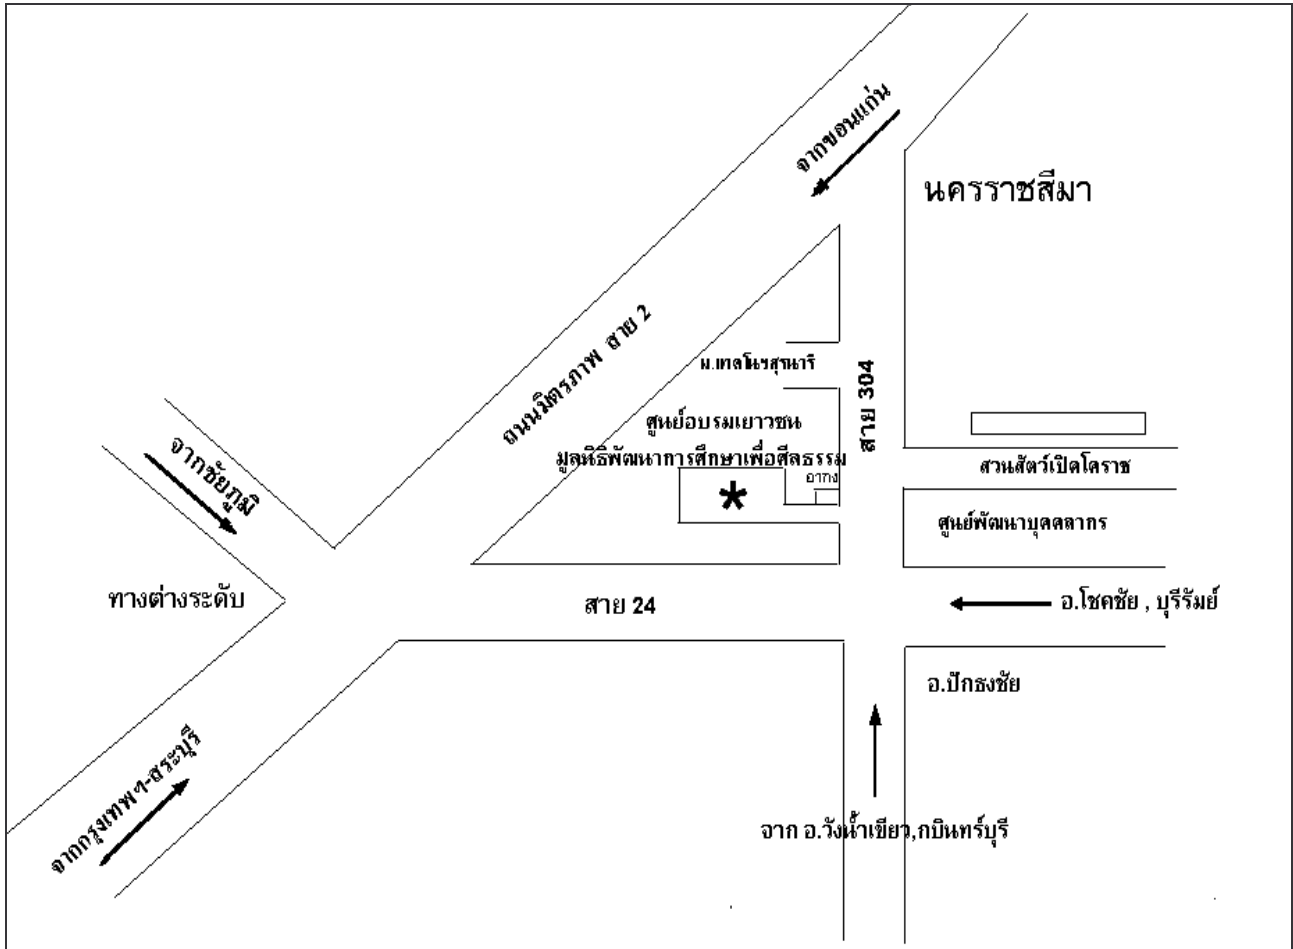 จากขอนแก่น
นครราชสีมา
ถนนมิตรภาพ สาย 2
ม.เทคโนฯสุรนารี
สาย 304
ศูนย์อบรมเยาวชน
มูลนิธิพัฒนาการศึกษาเพื่อศีลธรรม
สวนสัตว์เปิดโคราช
อากง
*
จากชัยภูมิ
ศูนย์พัฒนาบุคคลากร
ทางต่างระดับ
สาย 24
อ.โชคชัย , บุรีรัมย์
อ.ปักธงชัย
จากกรุงเทพฯ-สระบุรี
จาก อ.วังน้ำเขียว,กบินทร์บุรี